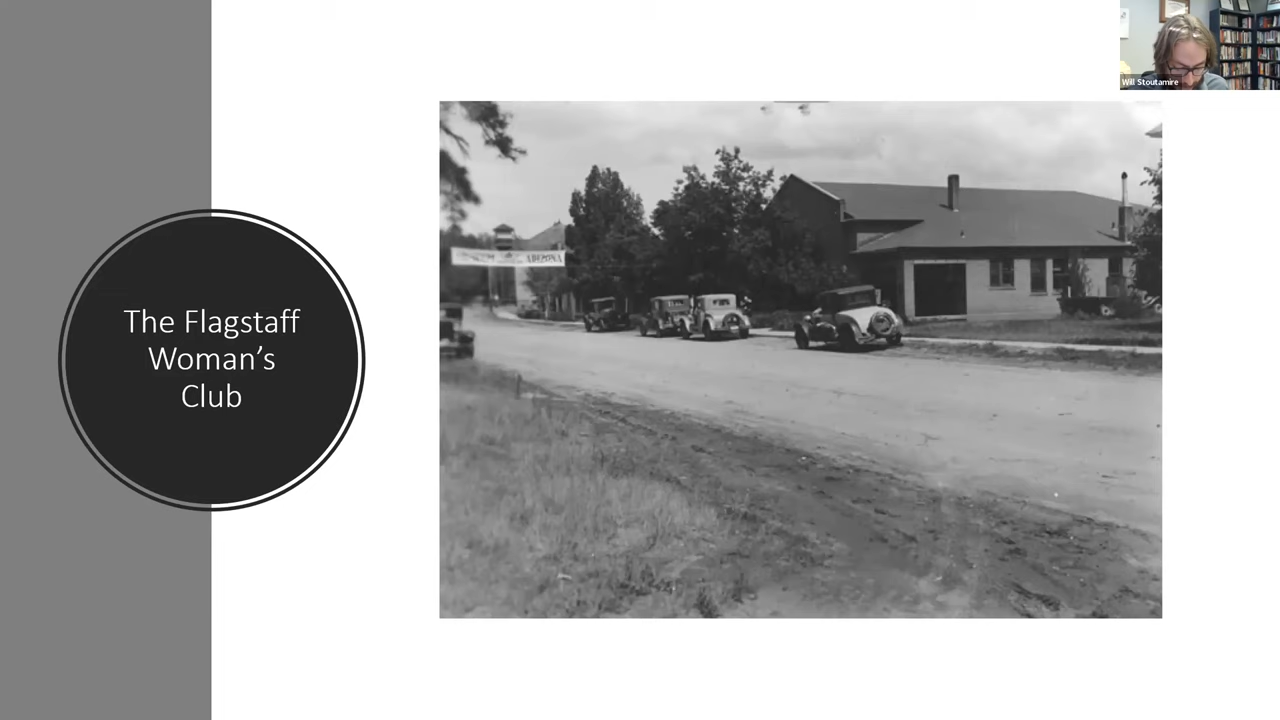 The Flagstaff
Woman's
Club
ARIZONA
Will Stoutamire